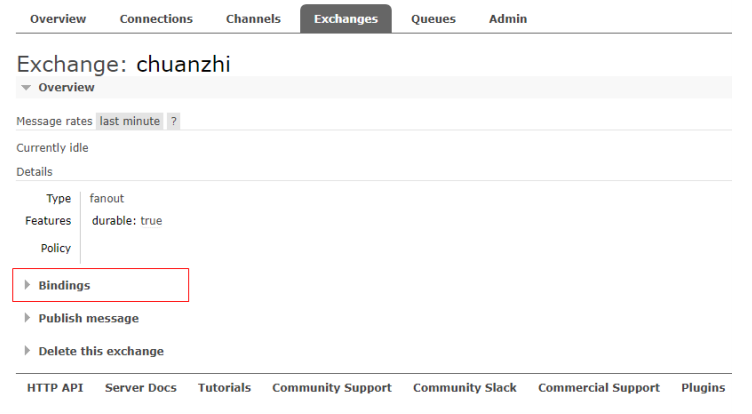 Overview Connections Channels Exchanges Queues Admin
Exchange: chuanzhi
Overview
Message rates last minute ?
Currently idle
Details
Type fanout
Features durable: true
Policy
Bindings
Publish message
Delete this exchange
HTTP API Server Docs Tutorials Community Support Community Slack Commercial Support Plugins